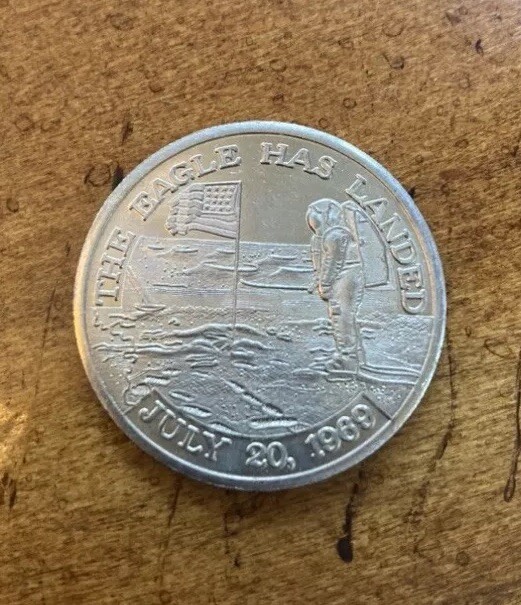 THE EAGLE HAS LANDED
JULY 20, 1969